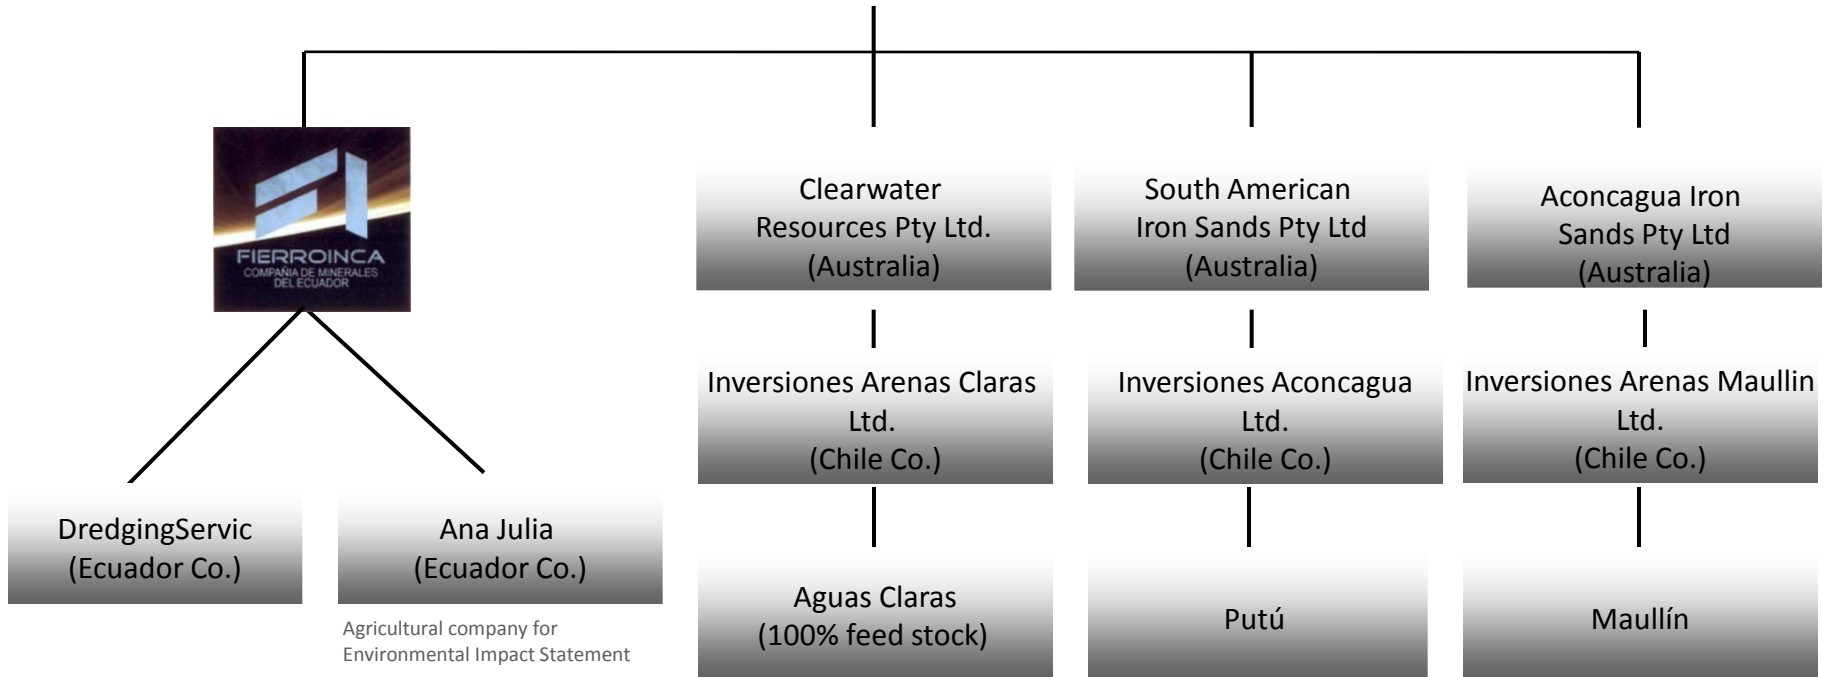 FIERROINCA
COMPAÑIA DE MINERALES
DEL ECUADOR
Clearwater
Resources Pty Ltd.
(Australia)
South American
Iron Sands Pty Ltd
(Australia)
Aconcagua Iron
Sands Pty Ltd
(Australia)
Inversiones Arenas Claras
Ltd.
(Chile Co.)
Inversiones Aconcagua
Ltd.
(Chile Co.)
Inversiones Arenas Maullin
Ltd.
(Chile Co.)
DredgingServic
(Ecuador Co.)
Ana Julia
(Ecuador Co.)
Agricultural company for
Environmental Impact Statement
Aguas Claras
(100% feed stock)
Putú
Maullín